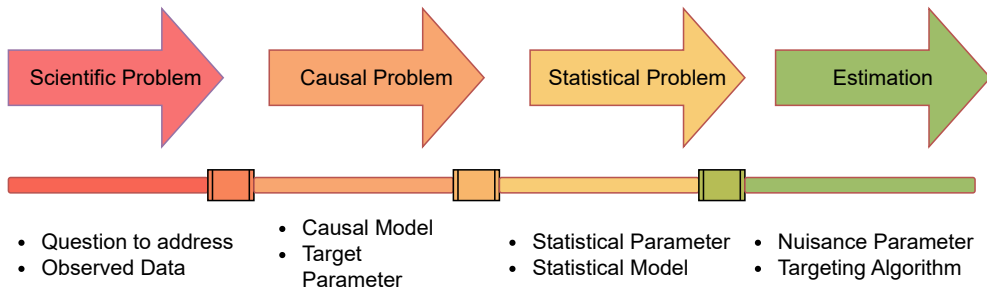 Scientific Problem
Causal Problem
Statistical Problem
Estimation
• Question to address
• Observed Data
• Causal Model
• Target
Parameter
• Statistical Parameter
• Statistical Model
• Nuisance Parameter
• Targeting Algorithm